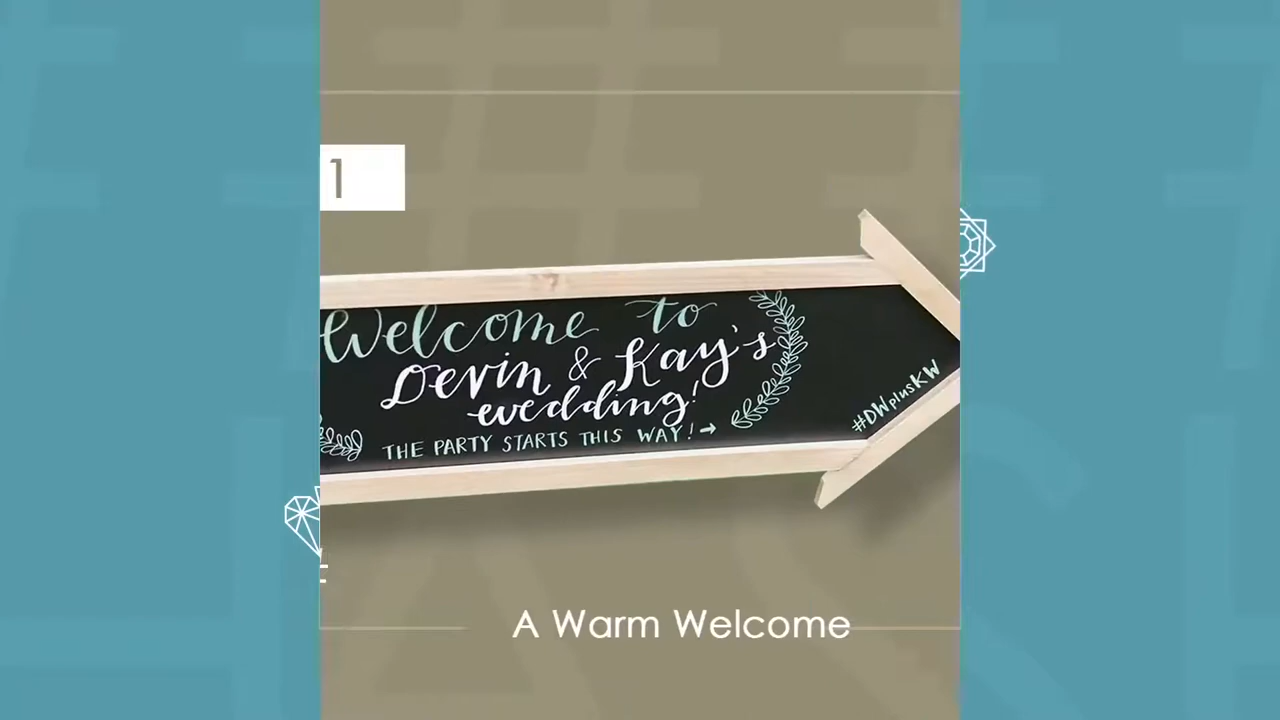 1
Welcome to
Devin & Kay's
wedding!
THE PARTY STARTS THIS WAY!→
#DWplusKW
A Warm Welcome